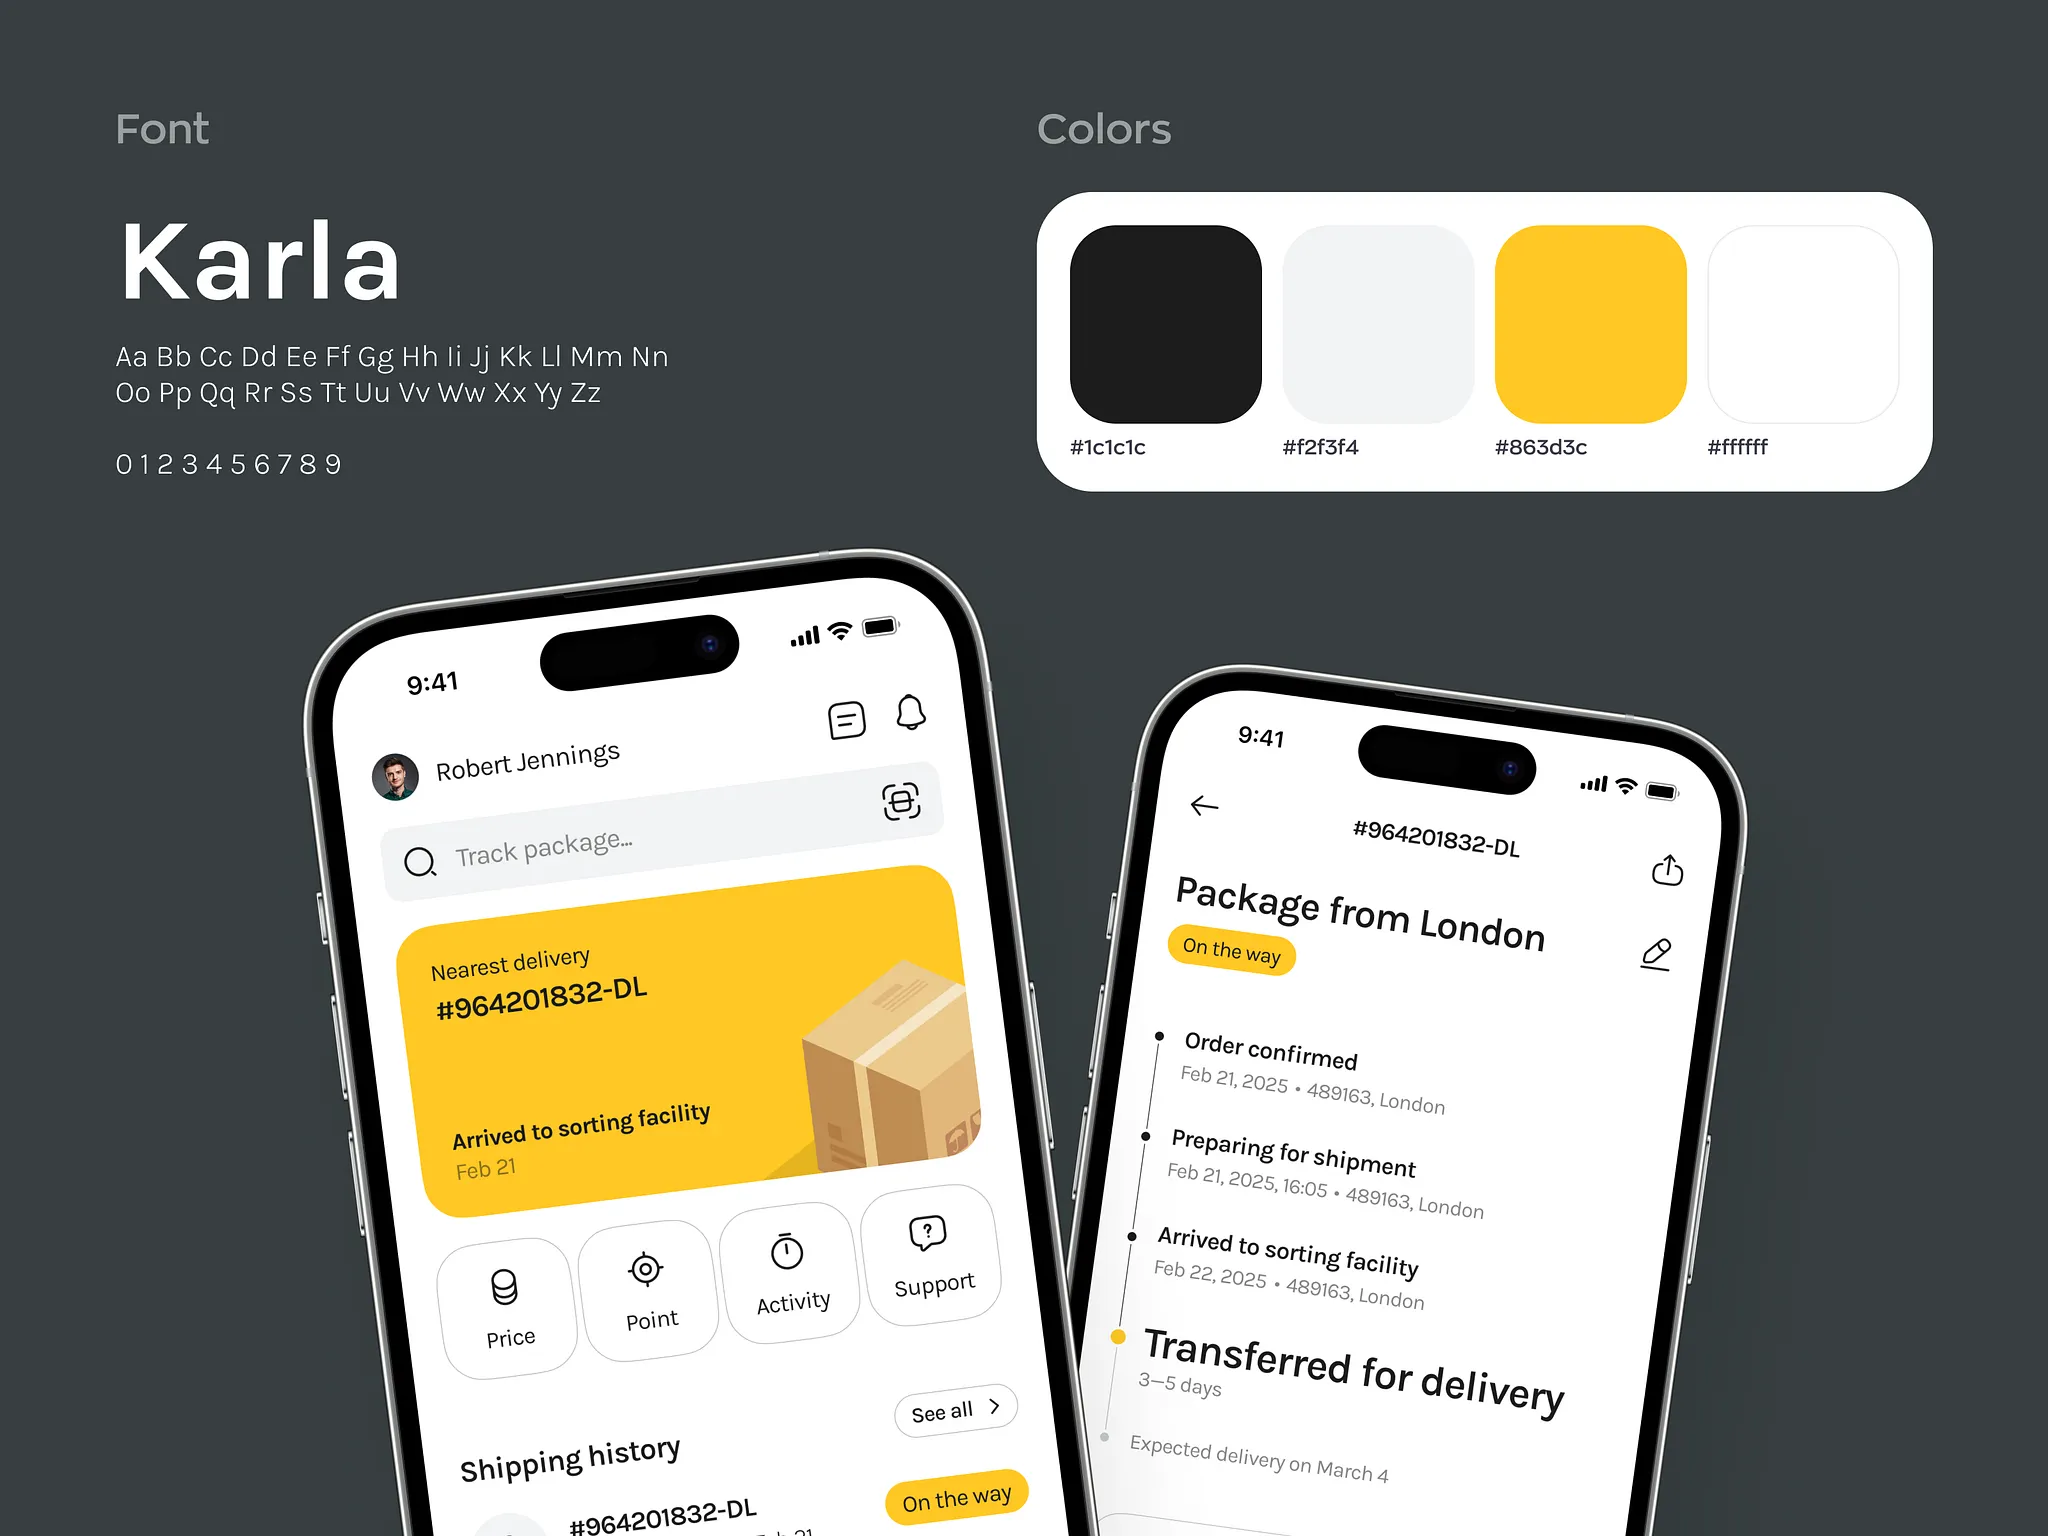 Font
Karla
Aa Bb Cc Dd Ee Ff Gg Hh Ii Jj Kk Ll Mm Nn
Oo Pp Qq Rr Ss Tt Uu Vv Ww Xx Yy Zz
0 1 2 3 4 5 6 7 8 9
Colors
#1c1c1c
#f2f3f4
#863d3c
#ffffff
9:41
Robert Jennings
Track package...
Nearest delivery
#964201832-DL
Arrived to sorting facility
Feb 21
Price
Point
Activity
Support
See all
Shipping history
#964201832-DL
On the way
9:41
#964201832-DL
Package from London
On the way
Order confirmed
Feb 21, 2025 • 489163, London
Preparing for shipment
Feb 21, 2025, 16:05 • 489163, London
Arrived to sorting facility
Feb 22, 2025 • 489163, London
Transferred for delivery
3—5 days
Expected delivery on March 4